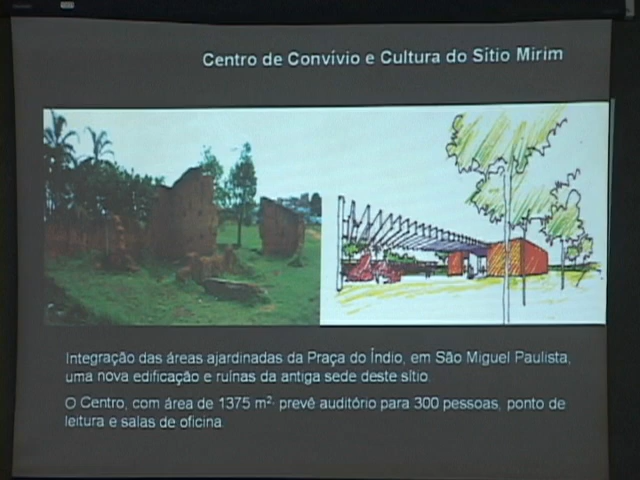 Centro de Convívio e Cultura do Sítio Mirim
Integração das áreas ajardinadas da Praça do Índio, em São Miguel Paulista,
uma nova edificação e ruínas da antiga sede deste sítio.
O Centro, com área de 1375 m², prevê auditório para 300 pessoas, ponto de
leitura e salas de oficina.